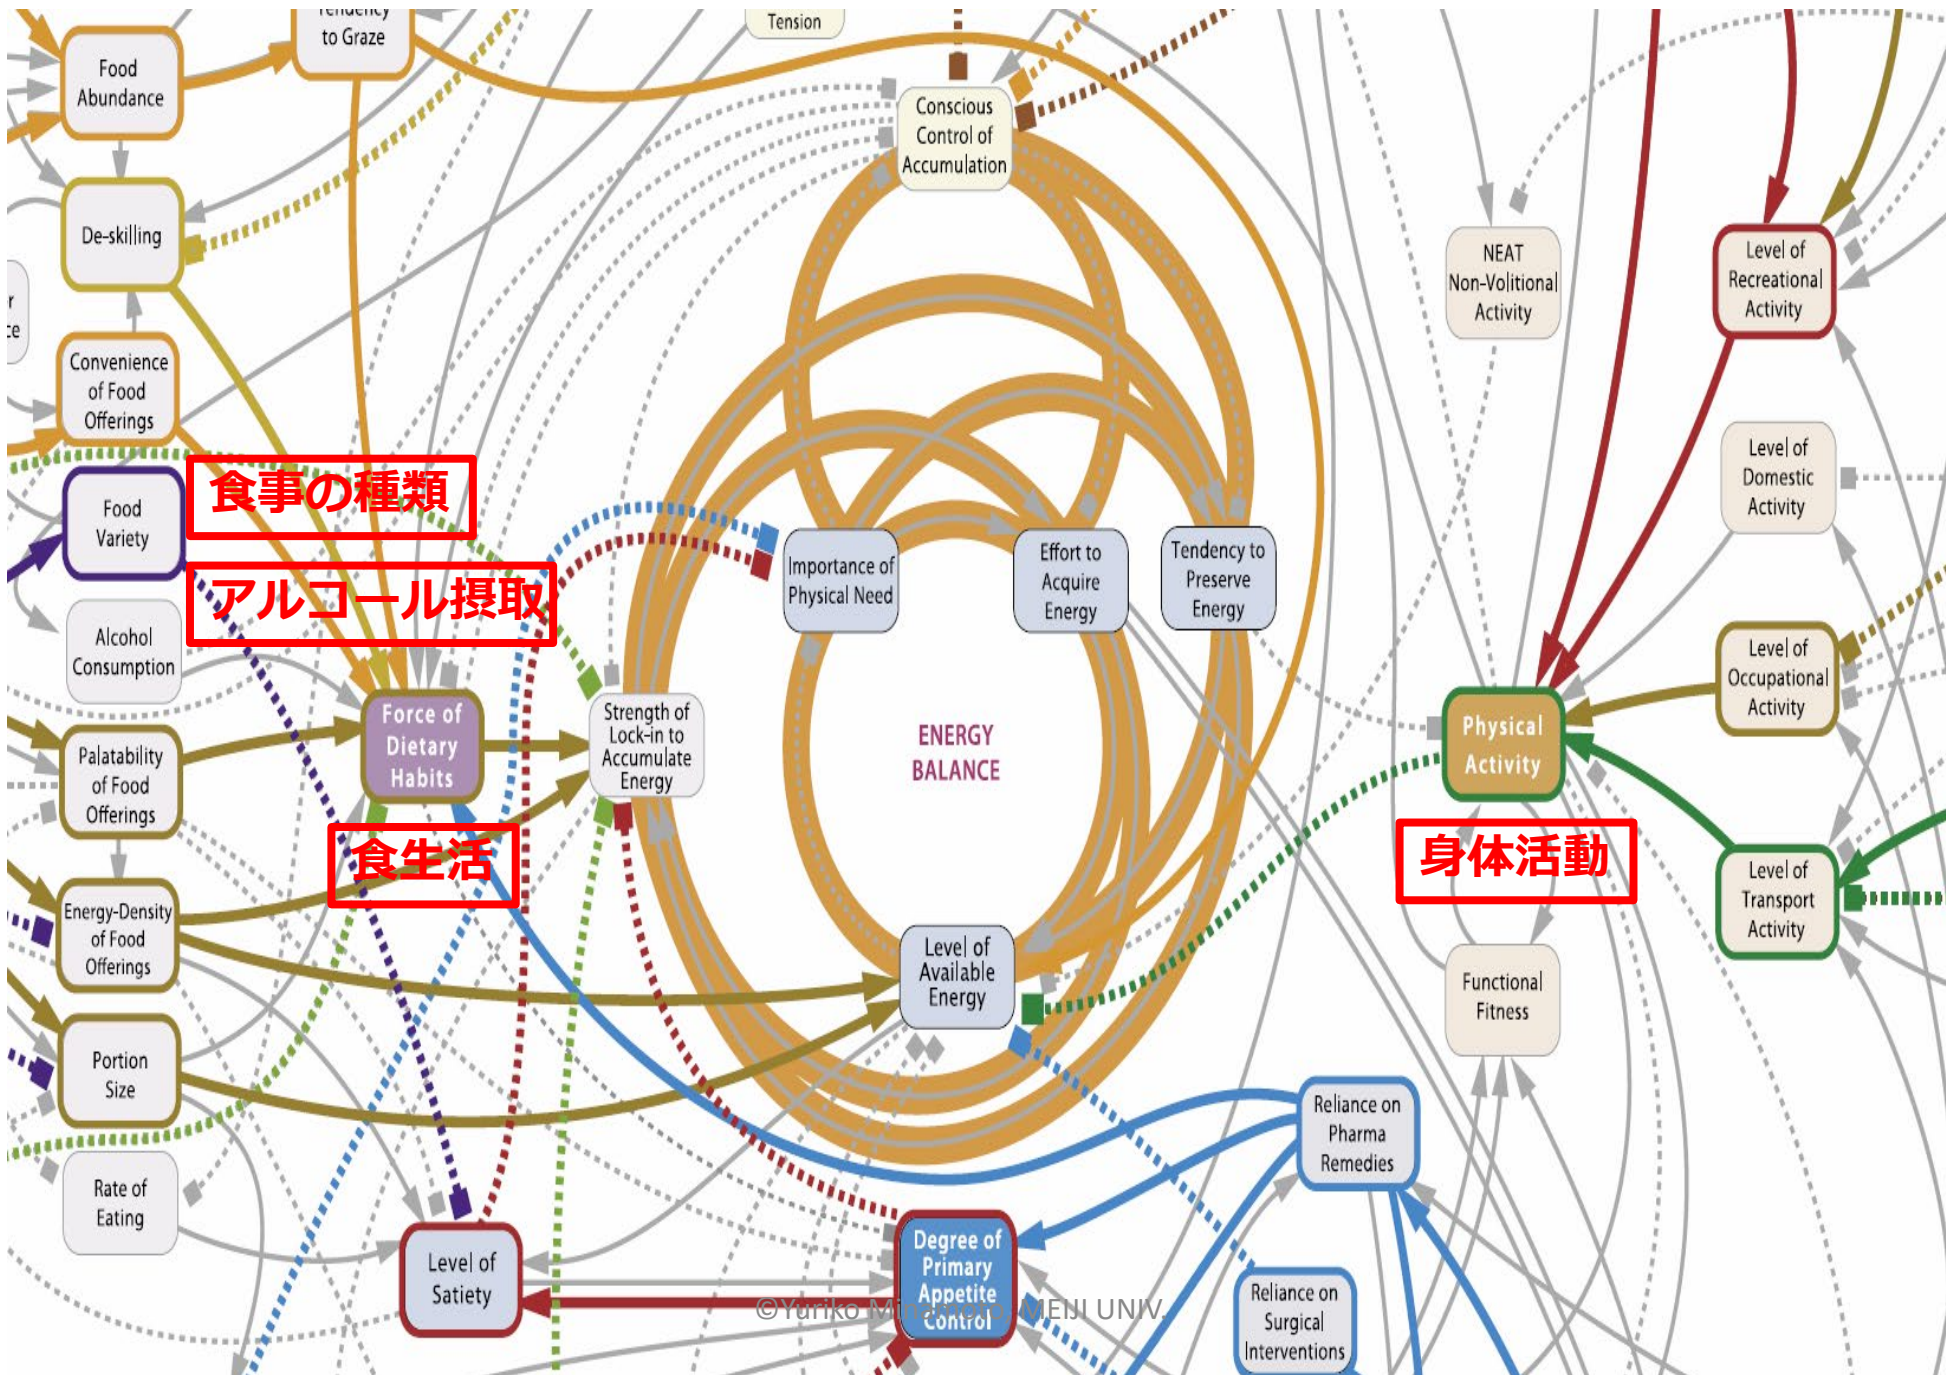 Tendency
to Graze
Tension
Food
Abundance
Conscious
Control of
Accumulation
De-skilling
NEAT
Non-Volitional
Activity
Level of
Recreational
Activity
r
ce
Convenience
of Food
Offerings
Level of
Domestic
Activity
Food
Variety
食事の種類
アルコール摂取
Importance of
Physical Need
Effort to
Acquire
Energy
Tendency to
Preserve
Energy
Alcohol
Consumption
Level of
Occupational
Activity
Force of
Dietary
Habits
Strength of
Lock-in to
Accumulate
Energy
ENERGY
BALANCE
Physical
Activity
Palatability
of Food
Offerings
食生活
身体活動
Level of
Transport
Activity
Energy-Density
of Food
Offerings
Level of
Available
Energy
Functional
Fitness
Portion
Size
Reliance on
Pharma
Remedies
Rate of
Eating
Level of
Satiety
Degree of
Primary
Appetite
Control
Reliance on
Surgical
Interventions
©Yuriko MEIJI UNIV.